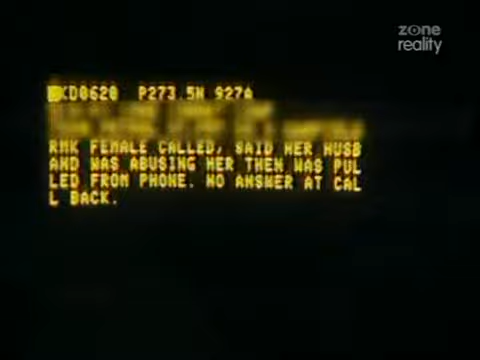 zone
reality
KD0620 P273.5N 927A
RMK FEMALE CALLED, SAID HER HUSB
AND WAS ABUSING HER THEN WAS PUL
LED FROM PHONE. NO ANSWER AT CAL
L BACK.